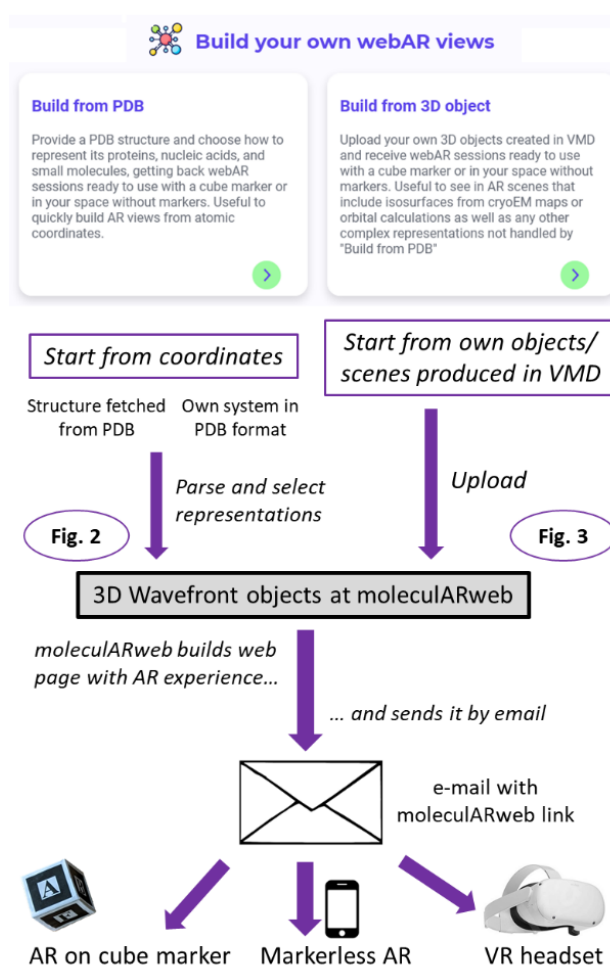 Build your own webAR views
Build from PDB
Provide a PDB structure and choose how to
represent its proteins, nucleic acids, and
small molecules, getting back webAR
sessions ready to use with a cube marker or
in your space without markers. Useful to
quickly build AR views from atomic
coordinates.
Build from 3D object
Upload your own 3D objects created in VMD
and receive webAR sessions ready to use
with a cube marker or in your space without
markers. Useful to see in AR scenes that
include isosurfaces from cryoEM maps or
orbital calculations as well as any other
complex representations not handled by
"Build from PDB"
Start from coordinates
Start from own objects/
scenes produced in VMD
Structure fetched
from PDB
Own system in
PDB format
Parse and select
representations
Upload
Fig. 2
Fig. 3
3D Wavefront objects at moleculARweb
moleculARweb builds web
page with AR experience…
… and sends it by email
e-mail with
moleculARweb link
A
AR on cube marker
Markerless AR
VR headset